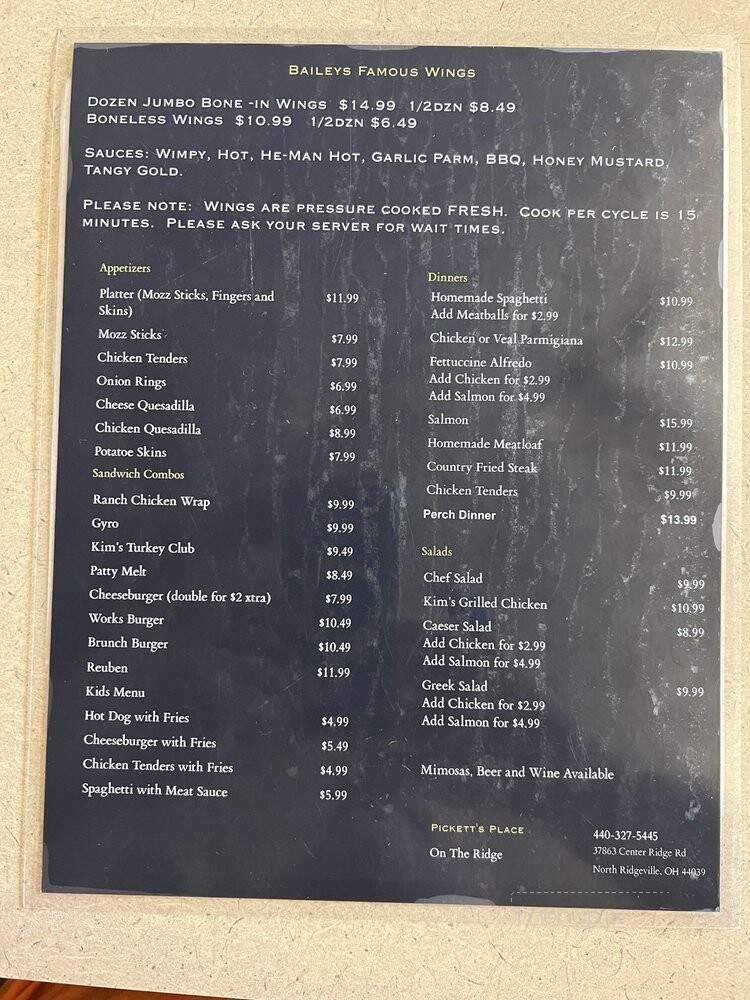 BAILEYS FAMOUS WINGS
DOZEN JUMBO BONE -IN WINGS $14.99 1/2DZN $8.49
BONELESS WINGS $10.99 1/2DZN $6.49
SAUCES: WIMPY, HOT, HE-MAN HOT, GARLIC PARM, BBQ, HONEY MUSTARD,
TANGY GOLD.
PLEASE NOTE: WINGS ARE PRESSURE COOKED FRESH. COOK PER CYCLE IS 15
MINUTES. PLEASE ASK YOUR SERVER FOR WAIT TIMES.
Appetizers
Platter (Mozz Sticks, Fingers and $11.99
Skins)
Mozz Sticks $7.99
Chicken Tenders $7.99
Onion Rings $6.99
Cheese Quesadilla $6.99
Chicken Quesadilla $8.99
Potatoe Skins $7.99
Sandwich Combos
Ranch Chicken Wrap $9.99
Gyro $9.99
Kim's Turkey Club $9.49
Patty Melt $8.49
Cheeseburger (double for $2 xtra) $7.99
Works Burger $10.49
Brunch Burger $10.49
Reuben $11.99
Kids Menu
Hot Dog with Fries $4.99
Cheeseburger with Fries $5.49
Chicken Tenders with Fries $4.99
Spaghetti with Meat Sauce $5.99
Dinners
Homemade Spaghetti $10.99
Add Meatballs for $2.99
Chicken or Veal Parmigiana $12.99
Fettuccine Alfredo $10.99
Add Chicken for $2.99
Add Salmon for $4.99
Salmon $15.99
Homemade Meatloaf $11.99
Country Fried Steak $11.99
Chicken Tenders $9.99
Perch Dinner $13.99
Salads
Chef Salad $9.99
Kim's Grilled Chicken $10.99
Caeser Salad $8.99
Add Chicken for $2.99
Add Salmon for $4.99
Greek Salad $9.99
Add Chicken for $2.99
Add Salmon for $4.99
Mimosas, Beer and Wine Available
PICKETT'S PLACE
On The Ridge
440-327-5445
37863 Center Ridge Rd
North Ridgeville, OH 44039